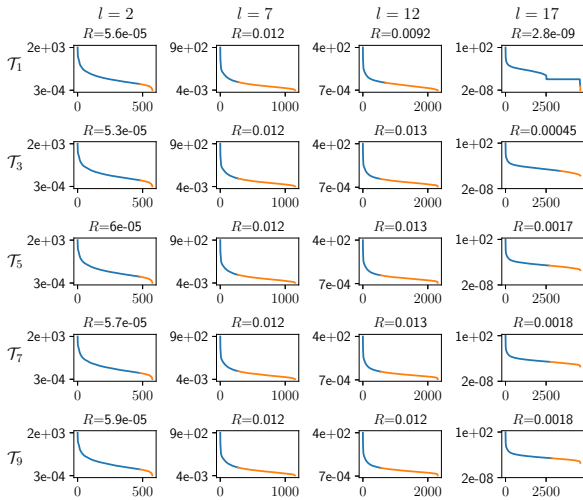 l = 2 l = 7 l = 12 l = 17
R=5.6e-05 R=0.012 R=0.0092 R=2.8e-09
2e+03 9e+02 4e+02 1e+02
𝒯1
3e-04 4e-03 7e-04 2e-08
0 500 0 1000 0 2000 0 2500
R=5.3e-05 R=0.012 R=0.013 R=0.00045
2e+03 9e+02 4e+02 1e+02
𝒯3
3e-04 4e-03 7e-04 2e-08
0 500 0 1000 0 2000 0 2500
R=6e-05 R=0.012 R=0.013 R=0.0017
2e+03 9e+02 4e+02 1e+02
𝒯5
3e-04 4e-03 7e-04 2e-08
0 500 0 1000 0 2000 0 2500
R=5.7e-05 R=0.012 R=0.013 R=0.0018
2e+03 9e+02 4e+02 1e+02
𝒯7
3e-04 4e-03 7e-04 2e-08
0 500 0 1000 0 2000 0 2500
R=5.9e-05 R=0.012 R=0.012 R=0.0018
2e+03 9e+02 4e+02 1e+02
𝒯9
3e-04 4e-03 7e-04 2e-08
0 500 0 1000 0 2000 0 2500